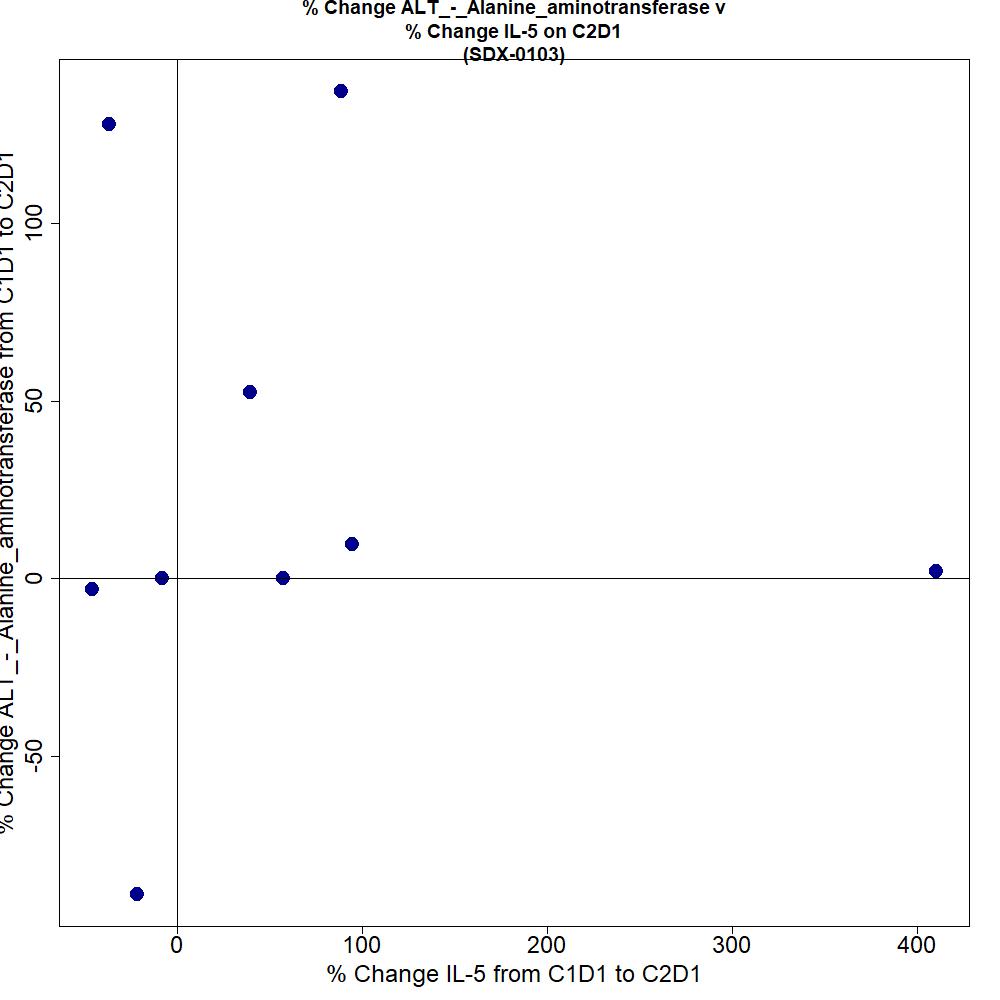 % Change ALT_-_Alanine_aminotransferase v
% Change IL-5 on C2D1
(SDX-0103)
% Change ALT_-_Alanine_aminotransferase from C1D1 to C2D1
100
50
0
-50
0
100
200
300
400
% Change IL-5 from C1D1 to C2D1